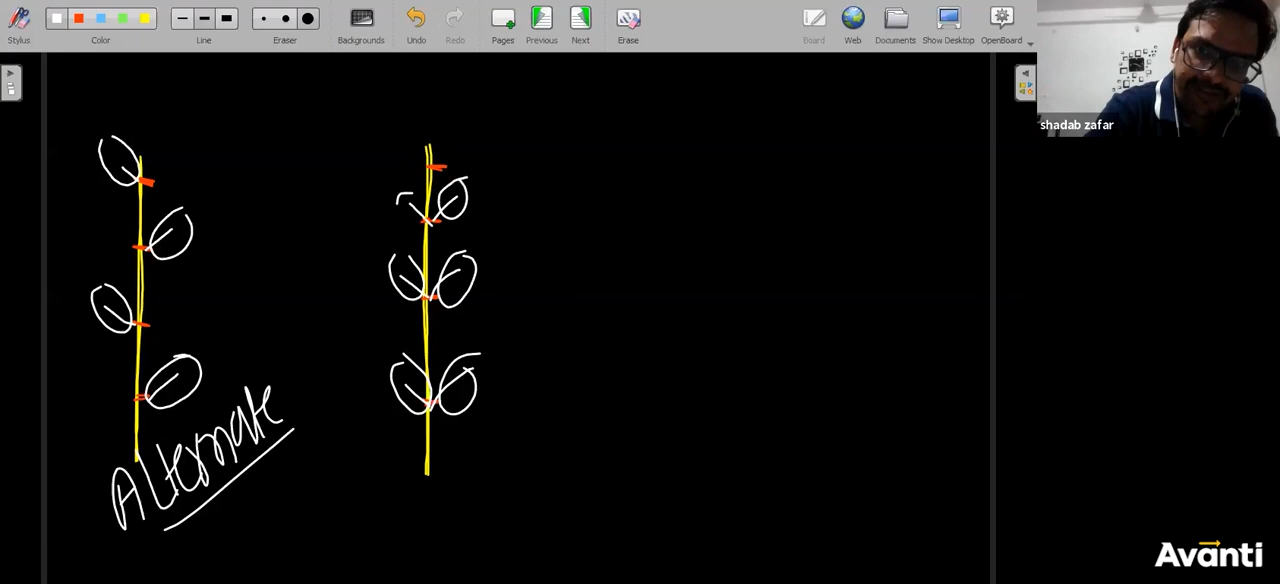 Stylus
Color
Line
Eraser
Backgrounds
Undo
Redo
Pages
Previous
Next
Erase
Board
Web
Documents
Show Desktop
OpenBoard
shadab zafar
Alternate
Avanti